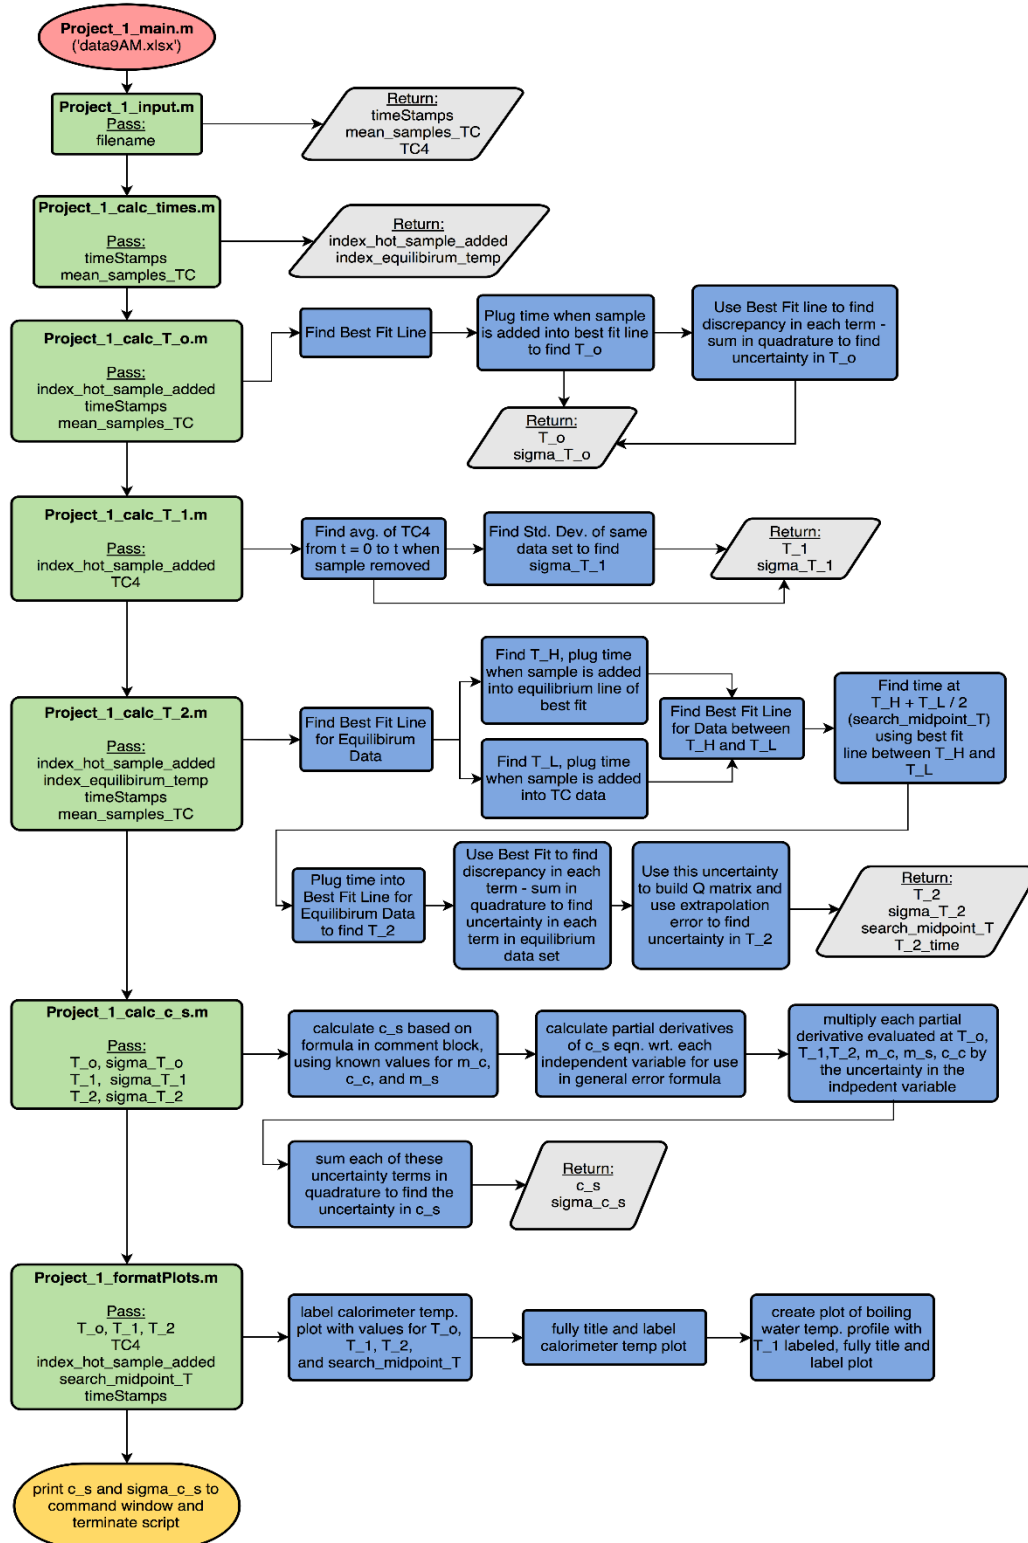 Project_1_main.m
('data9AM.xlsx')
Project_1_input.m
Pass:
filename
Return:
timeStamps
mean_samples_TC
TC4
Project_1_calc_times.m
Pass:
timeStamps
mean_samples_TC
Return:
index_hot_sample_added
index_equilibirum_temp
Project_1_calc_T_o.m
Pass:
index_hot_sample_added
timeStamps
mean_samples_TC
Find Best Fit Line
Plug time when sample
is added into best fit line
to find T_o
Use Best Fit line to find
discrepancy in each term -
sum in quadrature to find
uncertainty in T_o
Return:
T_o
sigma_T_o
Project_1_calc_T_1.m
Pass:
index_hot_sample_added
TC4
Find avg. of TC4
from t = 0 to t when
sample removed
Find Std. Dev. of same
data set to find
sigma_T_1
Return:
T_1
sigma_T_1
Project_1_calc_T_2.m
Pass:
index_hot_sample_added
index_equilibirum_temp
timeStamps
mean_samples_TC
Find Best Fit Line
for Equilibirum
Data
Find T_H, plug time
when sample is added
into equilibrium line of
best fit
Find T_L, plug time
when sample is added
into TC data
Find Best Fit Line
for Data between
T_H and T_L
Find time at
T_H + T_L / 2
(search_midpoint_T)
using best fit
line between T_H and
T_L
Plug time into
Best Fit Line for
Equilibirum Data
to find T_2
Use Best Fit to find
discrepancy in each
term - sum in
quadrature to find
uncertainty in each
term in equilibrium
data set
Use this uncertainty
to build Q matrix and
use extrapolation
error to find
uncertainty in T_2
Return:
T_2
sigma_T_2
search_midpoint_T
T_2_time
Project_1_calc_c_s.m
Pass:
T_o, sigma_T_o
T_1, sigma_T_1
T_2, sigma_T_2
calculate c_s based on
formula in comment block,
using known values for m_c,
c_c, and m_s
calculate partial derivatives
of c_s eqn. wrt. each
independent variable for use
in general error formula
multiply each partial
derivative evaluated at T_o,
T_1,T_2, m_c, m_s, c_c by
the uncertainty in the
indpedent variable
sum each of these
uncertainty terms in
quadrature to find the
uncertainty in c_s
Return:
c_s
sigma_c_s
Project_1_formatPlots.m
Pass:
T_o, T_1, T_2
TC4
index_hot_sample_added
search_midpoint_T
timeStamps
label calorimeter temp.
plot with values for T_o,
T_1, T_2,
and search_midpoint_T
fully title and label
calorimeter temp plot
create plot of boiling
water temp. profile with
T_1 labeled, fully title and
label plot
print c_s and sigma_c_s to
command window and
terminate script